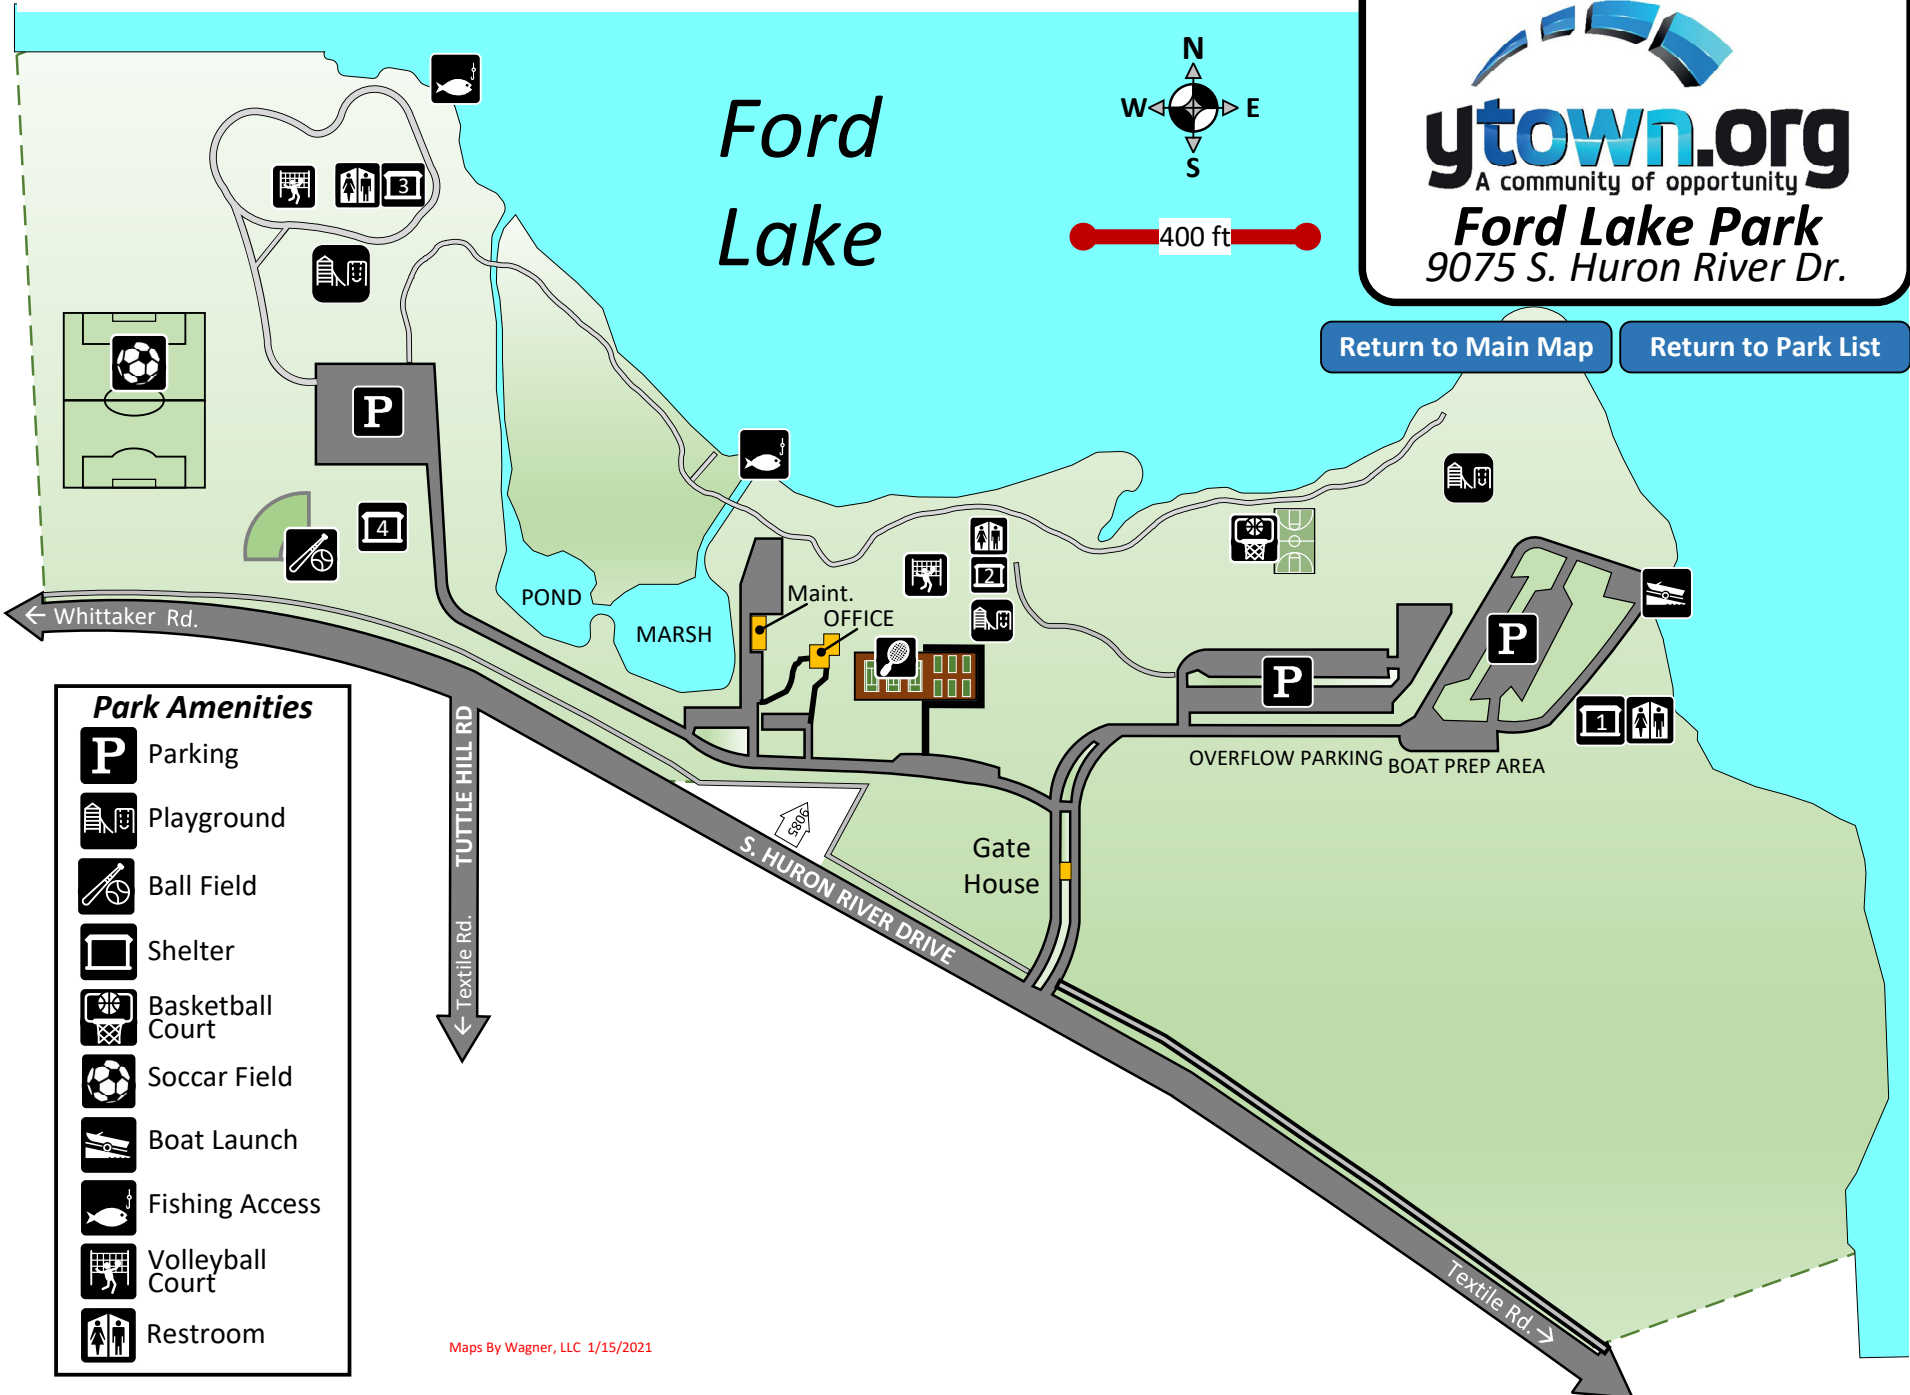 ytown.org
A community of opportunity
Ford Lake Park
9075 S. Huron River Dr.
Return to Main Map
Return to Park List
Ford
Lake
N
W
E
S
400 ft
3
P
4
2
P
P
1
POND
MARSH
Maint.
OFFICE
← Whittaker Rd.
TUTTLE HILL RD
← Textile Rd.
OVERFLOW PARKING
BOAT PREP AREA
9085
S. HURON RIVER DRIVE
Gate
House
Textile Rd. →
Park Amenities
P
Parking
Playground
Ball Field
Shelter
Basketball
Court
Soccar Field
Boat Launch
Fishing Access
Volleyball
Court
Restroom
Maps By Wagner, LLC 1/15/2021